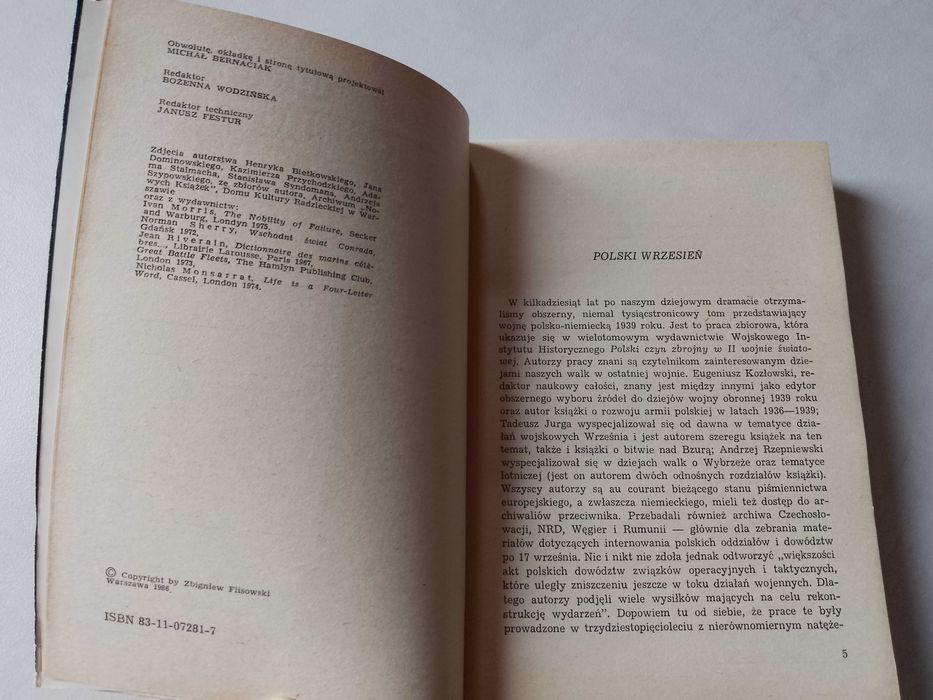 Obwolutę, okładkę i stronę tytułową projektował
MICHAŁ BERNACIAK
Redaktor
BOŻENNA WODZIŃSKA
Redaktor techniczny
JANUSZ FESTUR
Zdjęcia autorstwa Henryka Bietkowskiego, Jana
Dominowskiego, Kazimierza Przychodzkiego, Ada-
ma Stalmacha, Stanisława Syndomana, Andrzeja
Szypowskiego, ze zbiorów autora, Archiwum „No-
wych Książek", Domu Kultury Radzieckiej w War-
szawie
oraz z wydawnictw:
Ivan Morris, The Nobility of Failure, Secker
and Warburg, Londyn 1975.
Norman Sherry, Wschodni świat Conrada,
Gdańsk 1972,
Jean Riverain, Dictionnaire des marins célè-
bres..., Librairie Larousse, Paris 1967,
Great Battle Fleets, The Hamlyn Publishing Club,
London 1973,
Nicholas Monsarrat, Life is a Four-Letter
Word, Cassel, London 1974.
© Copyright by Zbigniew Flisowski
Warszawa 1986
ISBN 83-11-07281-7
POLSKI WRZESIEŃ
W kilkadziesiąt lat po naszym dziejowym dramacie otrzyma-
liśmy obszerny, niemal tysiącstronicowy tom przedstawiający
wojnę polsko-niemiecką 1939 roku. Jest to praca zbiorowa, która
ukazuje się w wielotomowym wydawnictwie Wojskowego In-
stytutu Historycznego Polski czyn zbrojny w II wojnie świato-
wej. Autorzy pracy znani są czytelnikom zainteresowanym dzie-
jami naszych walk w ostatniej wojnie. Eugeniusz Kozłowski, re-
daktor naukowy całości, znany jest między innymi jako edytor
obszernego wyboru źródeł do dziejów wojny obronnej 1939 roku
oraz autor książki o rozwoju armii polskiej w latach 1936—1939;
Tadeusz Jurga wyspecjalizował się od dawna w tematyce dzia-
łań wojskowych Września i jest autorem szeregu książek na ten
temat, także i książki o bitwie nad Bzurą; Andrzej Rzepniewski
wyspecjalizował się w dziejach walk o Wybrzeże oraz tematyce
lotniczej (jest on autorem dwóch odnośnych rozdziałów książki).
Wszyscy autorzy są au courant bieżącego stanu piśmiennictwa
europejskiego, a zwłaszcza niemieckiego, mieli też dostęp do ar-
chiwaliów przeciwnika. Przebadali również archiwa Czechosło-
wacji, NRD, Węgier i Rumunii — głównie dla zebrania mate-
riałów dotyczących internowania polskich oddziałów i dowództw
po 17 września. Nic i nikt nie zdoła jednak odtworzyć „większości
akt polskich dowództw związków operacyjnych i taktycznych,
które uległy zniszczeniu jeszcze w toku działań wojennych. Dla-
tego autorzy podjęli wiele wysiłków mających na celu rekon-
strukcję wydarzeń". Dopowiem tu od siebie, że prace te były
prowadzone w trzydziestopięcioleciu z nierównomiernym natęże-
5